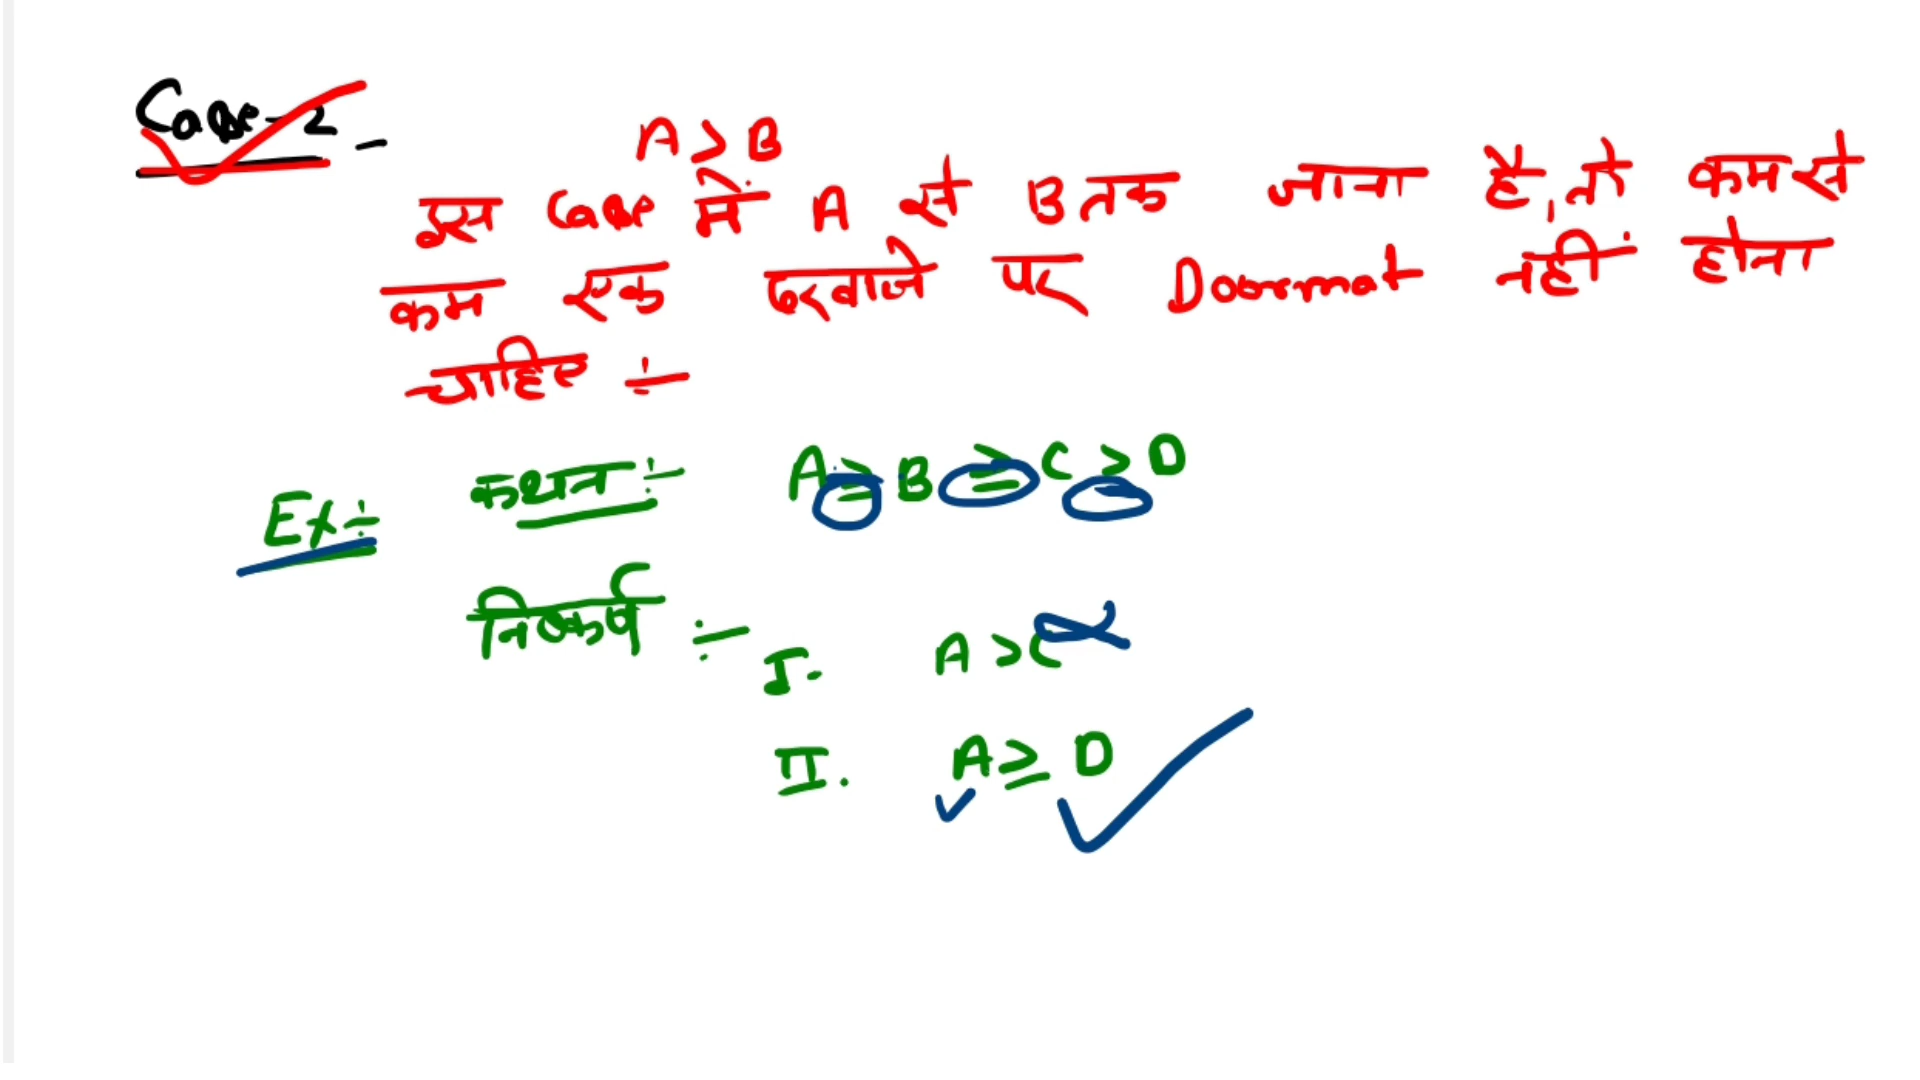 Case-2 -
A > B
इस Case में A से B तक जाना है, तो कम से
कम एक दरवाजे पर Doormat नहीं होना
चाहिए ÷
Ex÷ कथन ÷ A ≥ B ≥ C ≥ D
निष्कर्ष ÷
I. A > C
II. A ≥ D